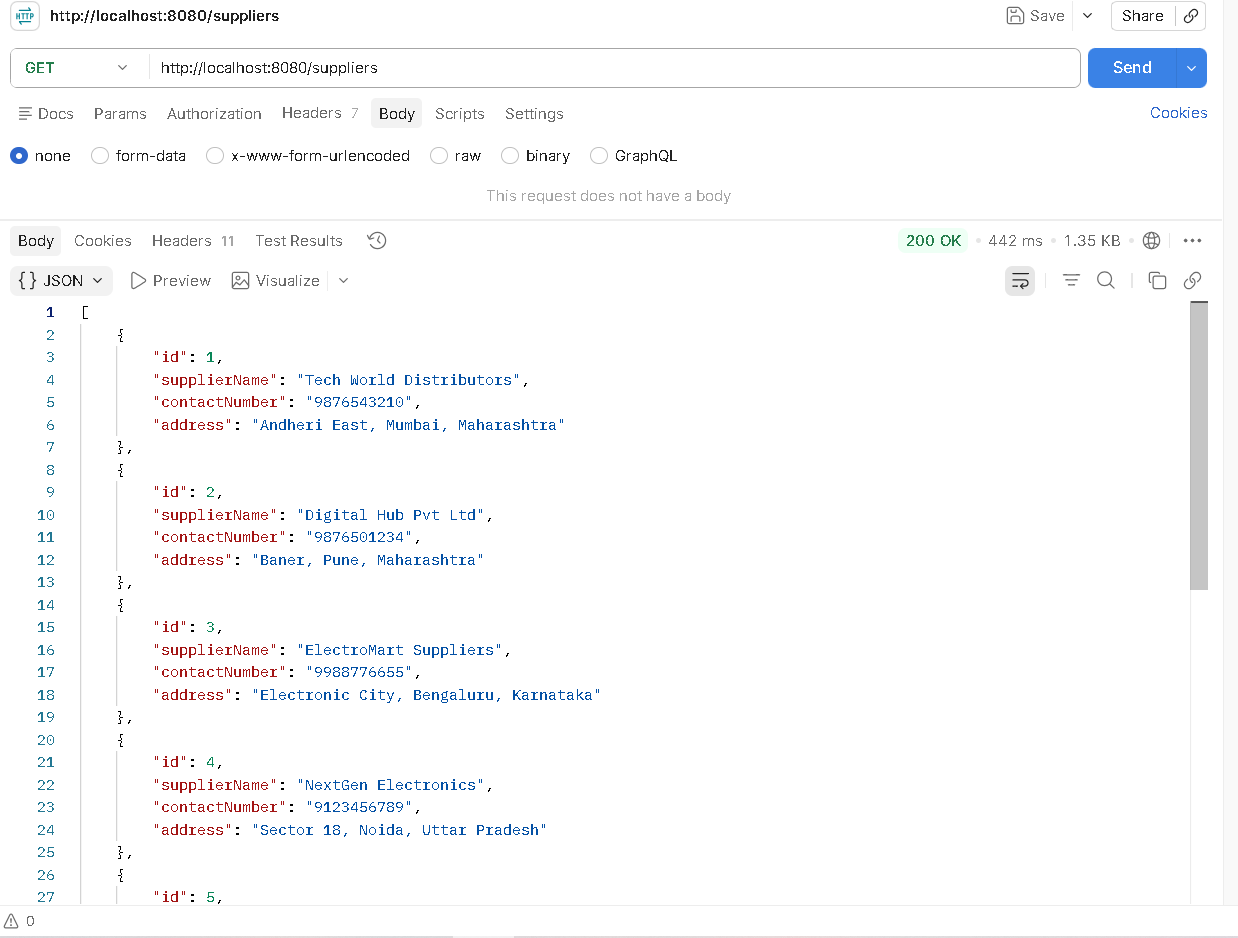 HTTP http://localhost:8080/suppliers Save Share
GET http://localhost:8080/suppliers Send
Docs Params Authorization Headers 7 Body Scripts Settings Cookies
none form-data x-www-form-urlencoded raw binary GraphQL
This request does not have a body
Body Cookies Headers 11 Test Results 200 OK • 442 ms • 1.35 KB •
{} JSON Preview Visualize
1 [
2 {
3 "id": 1,
4 "supplierName": "Tech World Distributors",
5 "contactNumber": "9876543210",
6 "address": "Andheri East, Mumbai, Maharashtra"
7 },
8 {
9 "id": 2,
10 "supplierName": "Digital Hub Pvt Ltd",
11 "contactNumber": "9876501234",
12 "address": "Baner, Pune, Maharashtra"
13 },
14 {
15 "id": 3,
16 "supplierName": "ElectroMart Suppliers",
17 "contactNumber": "9988776655",
18 "address": "Electronic City, Bengaluru, Karnataka"
19 },
20 {
21 "id": 4,
22 "supplierName": "NextGen Electronics",
23 "contactNumber": "9123456789",
24 "address": "Sector 18, Noida, Uttar Pradesh"
25 },
26 {
27 "id": 5,
0